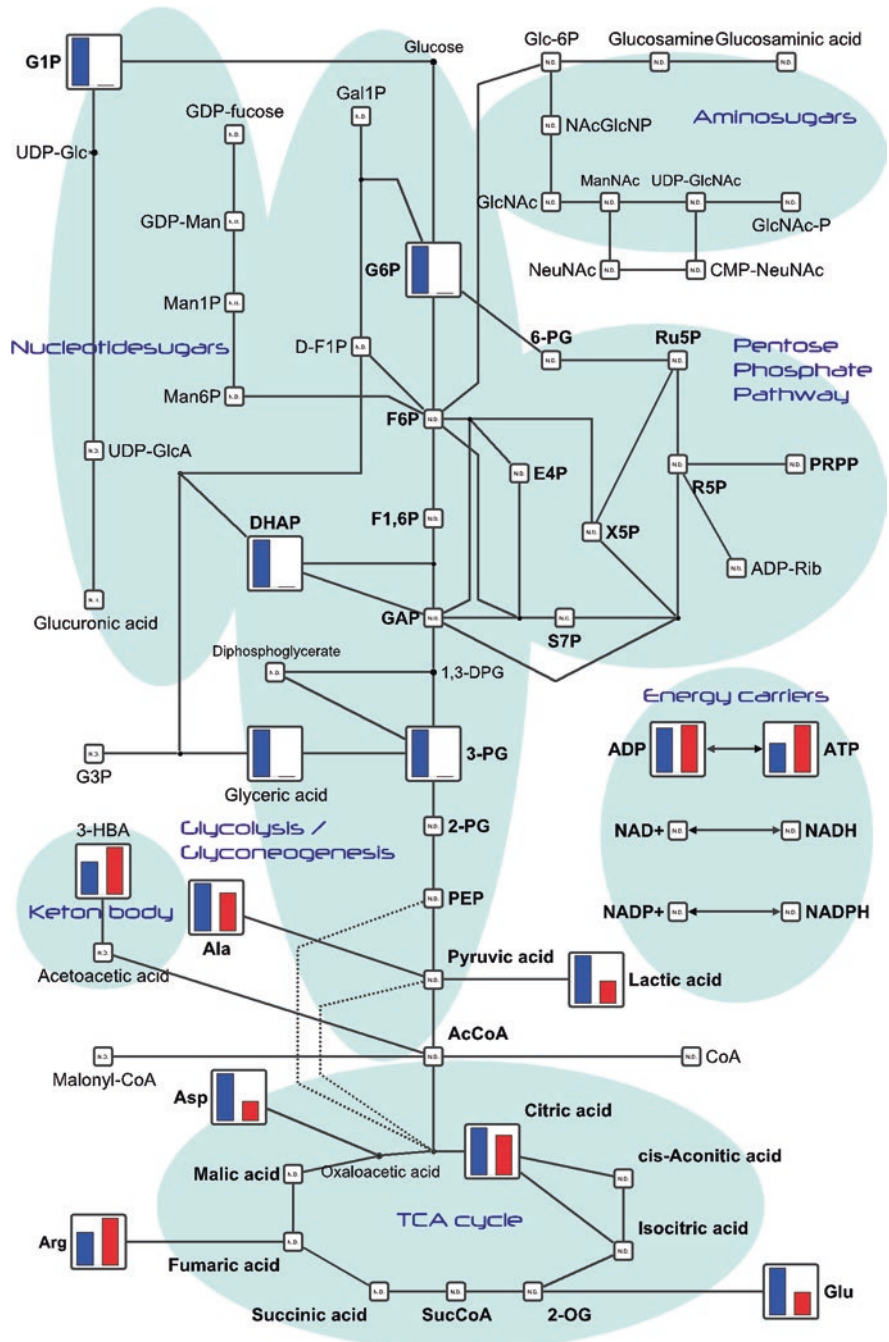 Glucose
Glc-6P
Glucosamine
Glucosaminic acid
G1P
Gal1P
GDP-fucose
N.D.
N.D.
N.D.
N.D.
N.D.
Aminosugars
NAcGlcNP
N.D.
UDP-Glc
ManNAc
UDP-GlcNAc
GlcNAc
N.D.
N.D.
N.D.
N.D.
GlcNAc-P
GDP-Man
N.D.
G6P
NeuNAc
N.D.
N.D.
CMP-NeuNAc
Man1P
N.D.
Nucleotidesugars
D-F1P
N.D.
6-PG
N.D.
Ru5P
N.D.
Pentose
Phosphate
Pathway
Man6P
N.D.
F6P
N.D.
UDP-GlcA
N.D.
E4P
N.D.
R5P
N.D.
N.D.
PRPP
DHAP
F1,6P
N.D.
X5P
N.D.
ADP-Rib
N.D.
Glucuronic acid
N.D.
GAP
N.D.
S7P
N.D.
Diphosphoglycerate
N.D.
1,3-DPG
Energy carriers
G3P
N.D.
Glyceric acid
3-PG
ADP
ATP
3-HBA
Glycolysis /
Glyconeogenesis
2-PG
N.D.
NAD+
N.D.
N.D.
NADH
Keton body
Ala
PEP
N.D.
NADP+
N.D.
N.D.
NADPH
Acetoacetic acid
N.D.
Pyruvic acid
N.D.
Lactic acid
AcCoA
N.D.
Malonyl-CoA
N.D.
N.D.
CoA
Asp
Citric acid
cis-Aconitic acid
N.D.
Oxaloacetic acid
Malic acid
N.D.
TCA cycle
Isocitric acid
N.D.
Arg
Fumaric acid
N.D.
Succinic acid
N.D.
SucCoA
N.D.
2-OG
N.D.
Glu